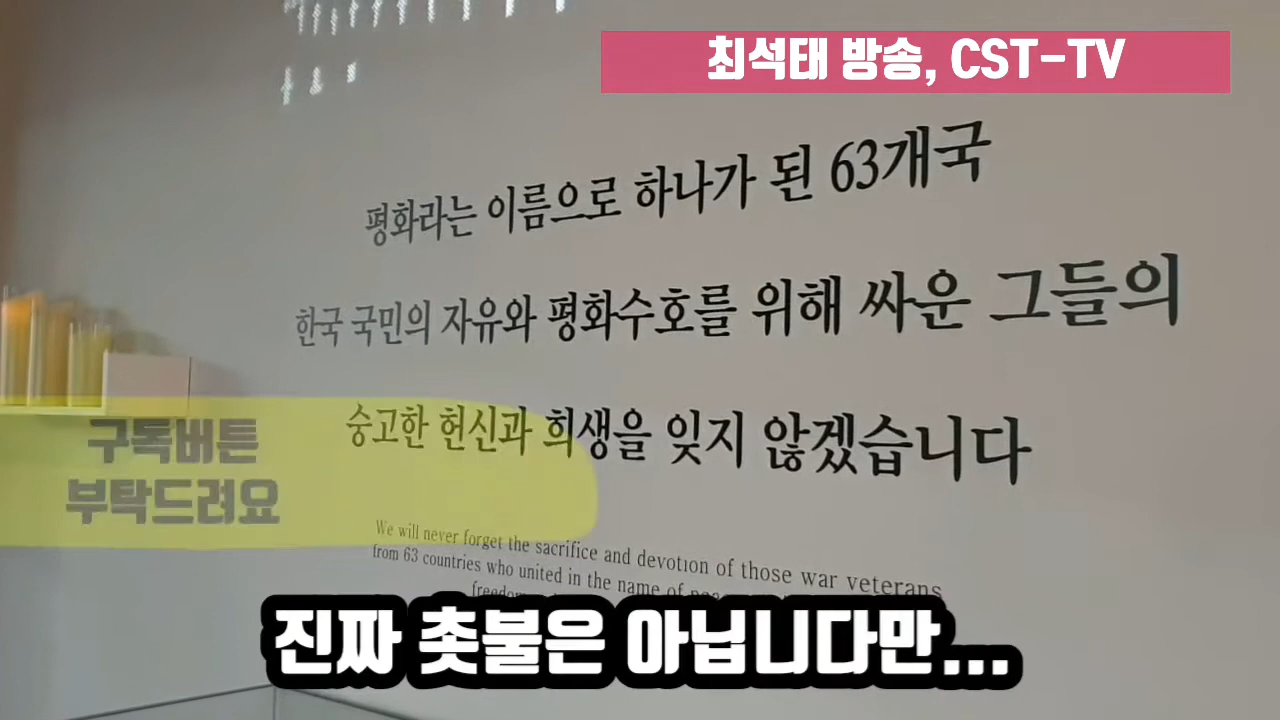 최석태 방송, CST-TV
평화라는 이름으로 하나가 된 63개국
한국 국민의 자유와 평화수호를 위해 싸운 그들의
숭고한 헌신과 희생을 잊지 않겠습니다
구독버튼
부탁드려요
We will never forget the sacrifice and devotion of those war veterans
from 63 countries who united in the name of
진짜 촛불은 아닙니다만...